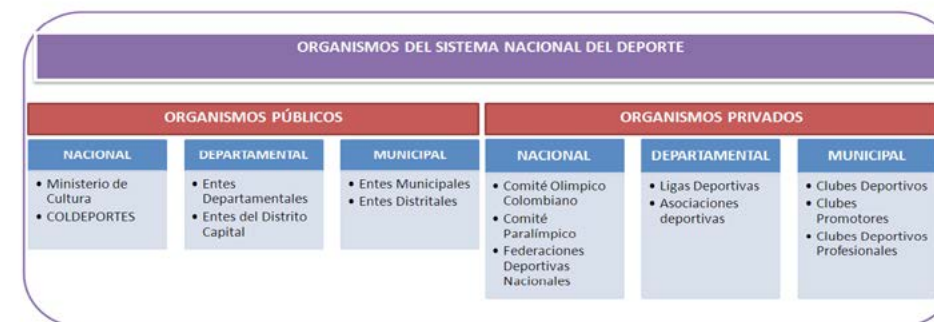 ORGANISMOS DEL SISTEMA NACIONAL DEL DEPORTE
ORGANISMOS PÚBLICOS
NACIONAL
• Ministerio de
Cultura
• COLDEPORTES
DEPARTAMENTAL
• Entes
Departamentales
• Entes del Distrito
Capital
MUNICIPAL
• Entes Municipales
• Entes Distritales
ORGANISMOS PRIVADOS
NACIONAL
• Comité Olimpico
Colombiano
• Comité
Paralímpico
• Federaciones
Deportivas
Nacionales
DEPARTAMENTAL
• Ligas Deportivas
• Asociaciones
deportivas
MUNICIPAL
• Clubes Deportivos
• Clubes
Promotores
• Clubes Deportivos
Profesionales